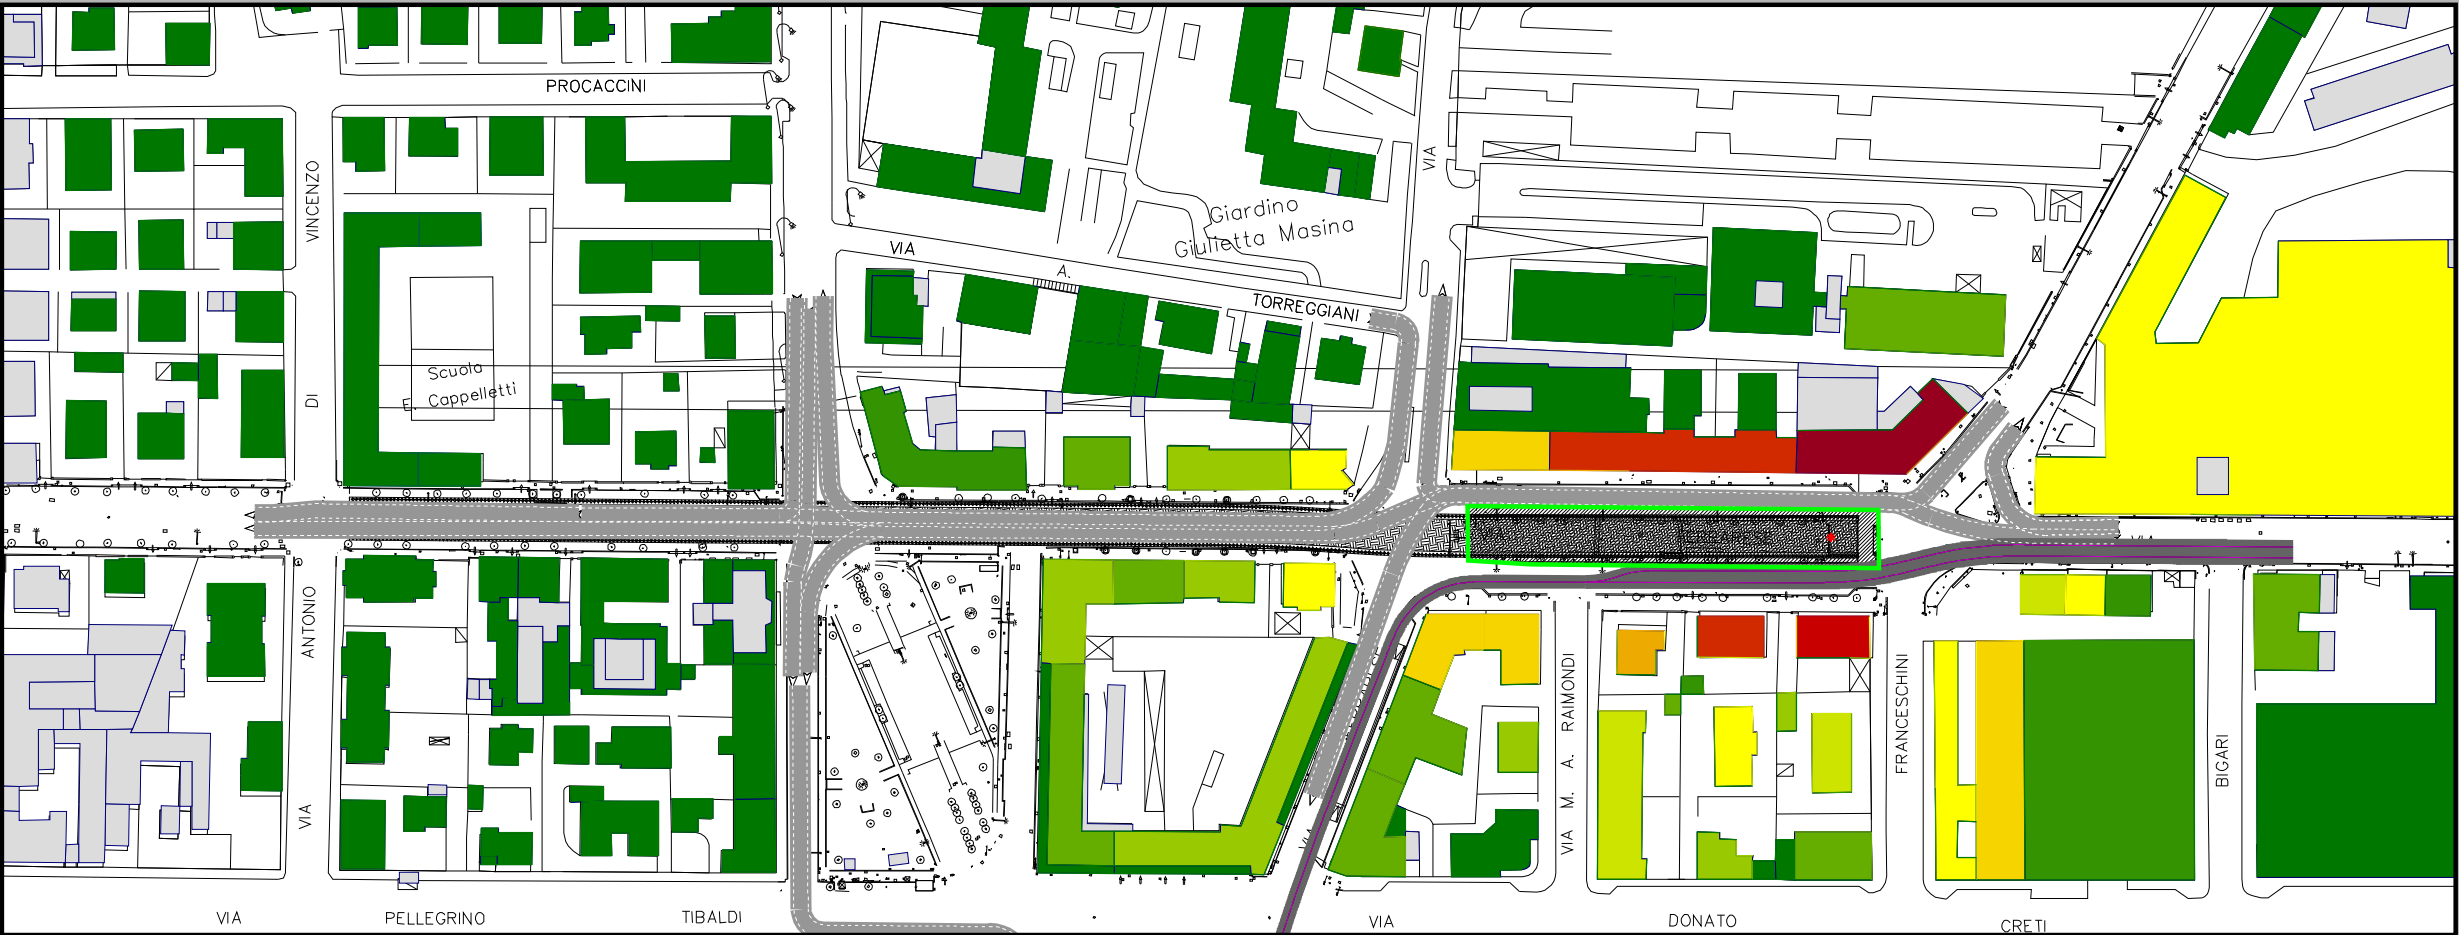 PROCACCINI
VINCENZO
VIA
Giardino
Giulietta Masina
VIA
A.
TORREGGIANI
Scuola
E. Cappelletti
DI
ANTONIO
VIA
VIA M. A. RAIMONDI
FRANCESCHINI
BIGARI
VIA
PELLEGRINO
TIBALDI
VIA
DONATO
CRETI